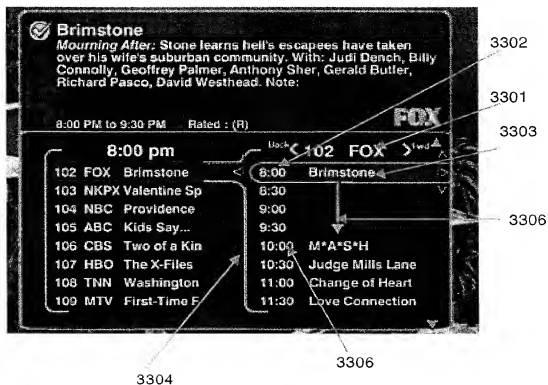 Brimstone
Mourning After: Stone learns hell's escapees have taken
over his wife's suburban community. With: Judi Dench, Billy
Connolly, Geoffrey Palmer, Anthony Sher, Gerald Butler,
Richard Pasco, David Westhead. Note:
8:00 PM to 9:30 PM Rated : (R)
FOX
8:00 pm
102 FOX Brimstone
103 NKPX Valentine Sp
104 NBC Providence
105 ABC Kids Say...
106 CBS Two of a Kin
107 HBO The X-Files
108 TNN Washington
109 MTV First-Time F
Back 102 FOX Fwd
8:00 Brimstone
8:30
9:00
9:30
10:00 M*A*S*H
10:30 Judge Mills Lane
11:00 Change of Heart
11:30 Love Connection
3302
3301
3303
3306
3306
3304